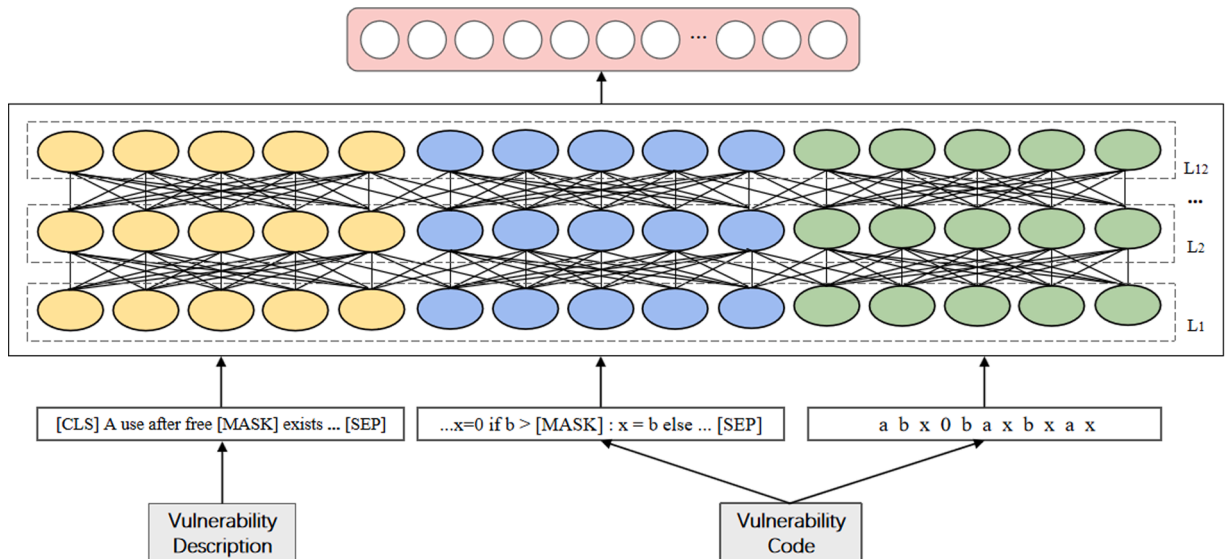 ...
L12
...
L2
L1
[CLS] A use after free [MASK] exists ... [SEP]
...x=0 if b > [MASK] : x = b else ... [SEP]
a b x 0 b a x b x a x
Vulnerability
Description
Vulnerability
Code